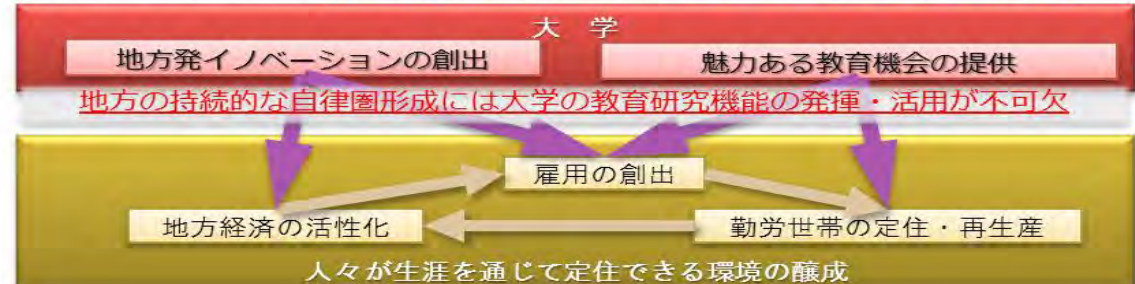 大 学
地方発イノベーションの創出
魅力ある教育機会の提供
地方の持続的な自律圏形成には大学の教育研究機能の発揮・活用が不可欠
雇用の創出
地方経済の活性化
勤労世帯の定住・再生産
人々が生涯を通じて定住できる環境の醸成